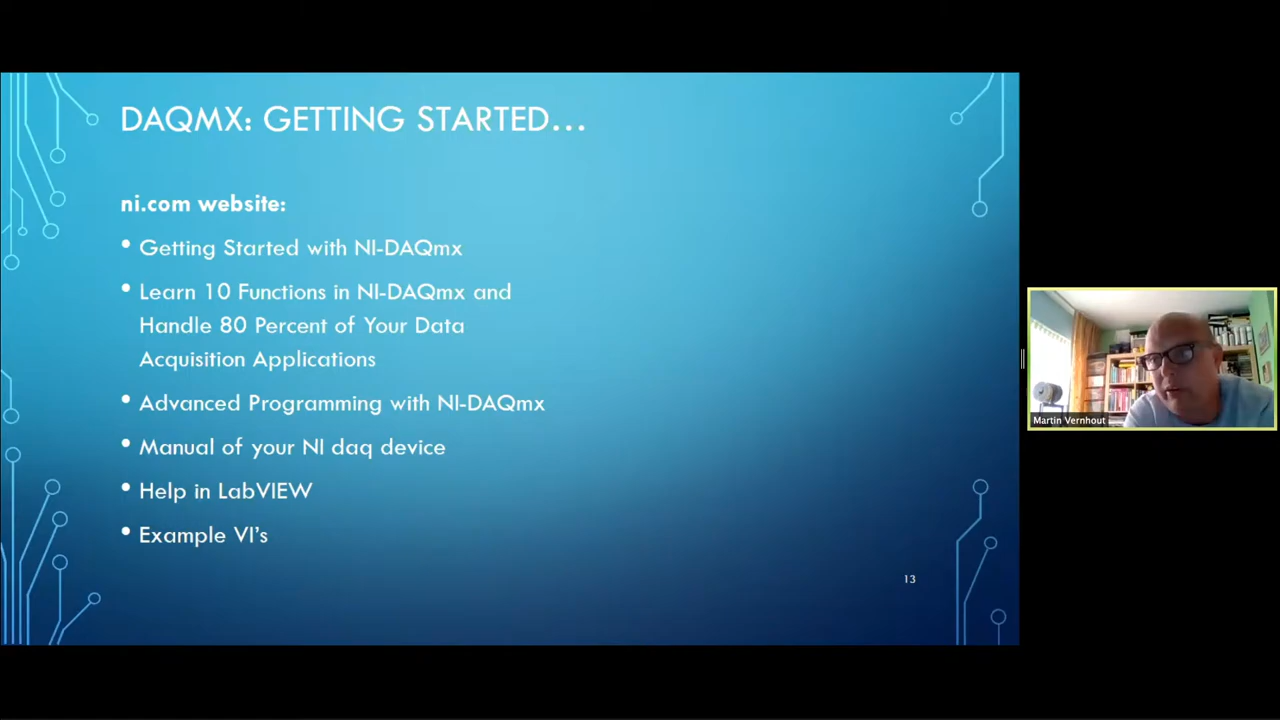 DAQMX: GETTING STARTED...
ni.com website:
• Getting Started with NI-DAQmx
• Learn 10 Functions in NI-DAQmx and
Handle 80 Percent of Your Data
Acquisition Applications
• Advanced Programming with NI-DAQmx
• Manual of your NI daq device
• Help in LabVIEW
• Example VI's
13
Martin Vernhout